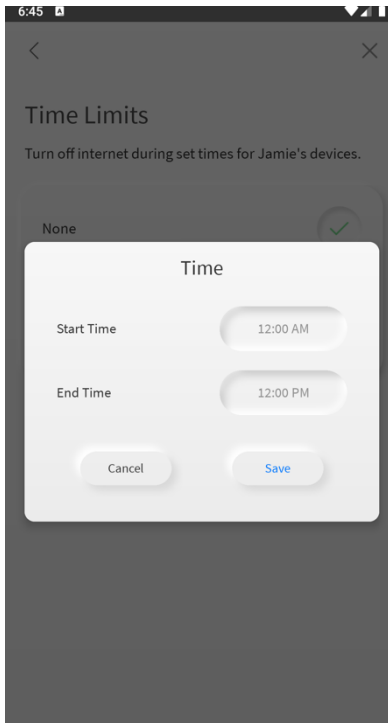 6:45
A
Time Limits
Turn off internet during set times for Jamie's devices.
None
Time
Start Time
12:00 AM
End Time
12:00 PM
Cancel
Save